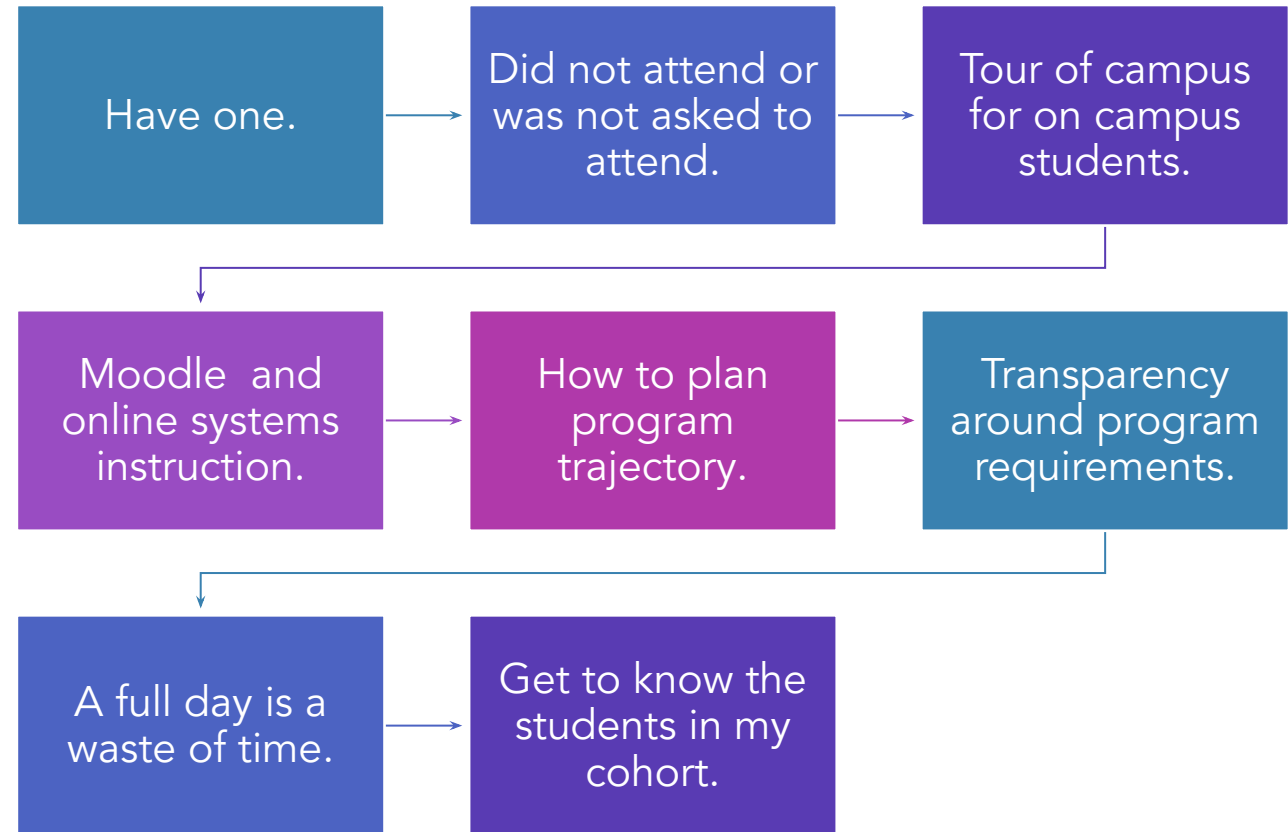 Have one.
Did not attend or
was not asked to
attend.
Tour of campus
for on campus
students.
Moodle  and
online systems
instruction.
How to plan
program
trajectory.
Transparency
around program
requirements.
A full day is a
waste of time.
Get to know the
students in my
cohort.